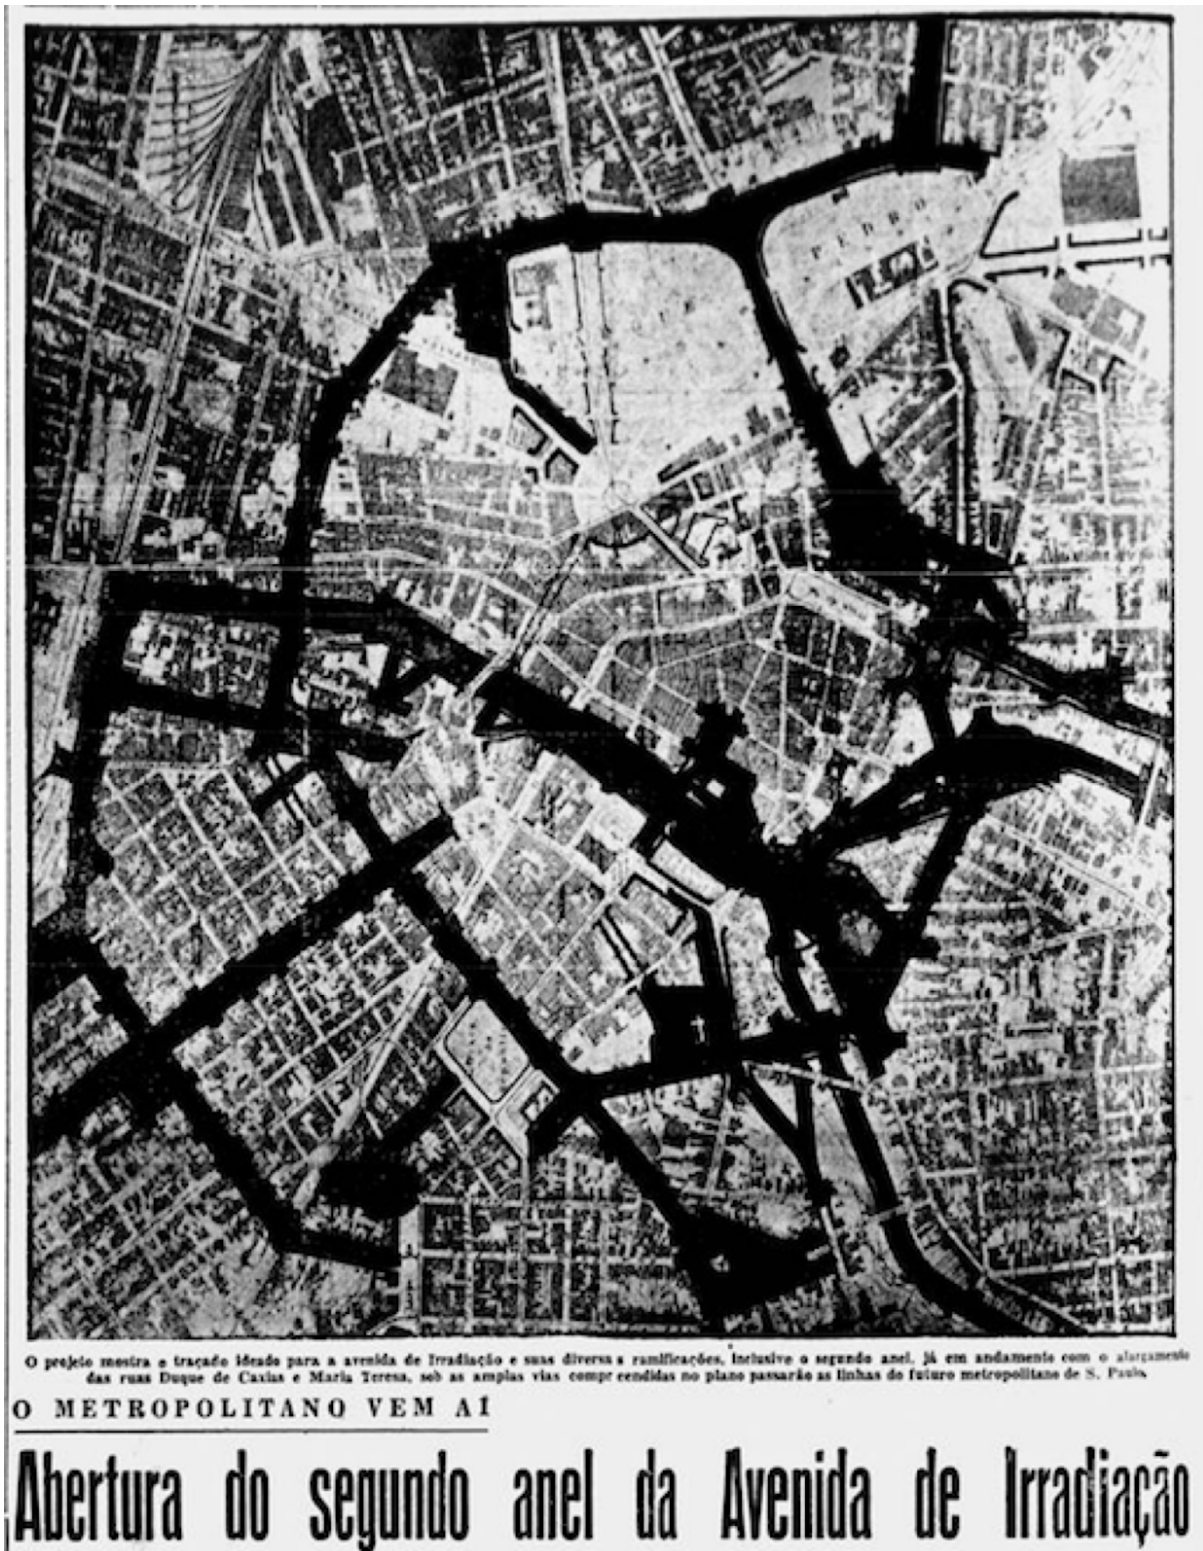 PEDRO
O projeto mostra o traçado ideado para a avenida de Irradiação e suas diversas ramificações, inclusive o segundo anel, já em andamento com o alargamento
das ruas Duque de Caxias e Maria Teresa, sob as amplas vias compreendidas no plano passarão as linhas do futuro metropolitano de S. Paulo.
O METROPOLITANO VEM AÍ
Abertura do segundo anel da Avenida de Irradiação